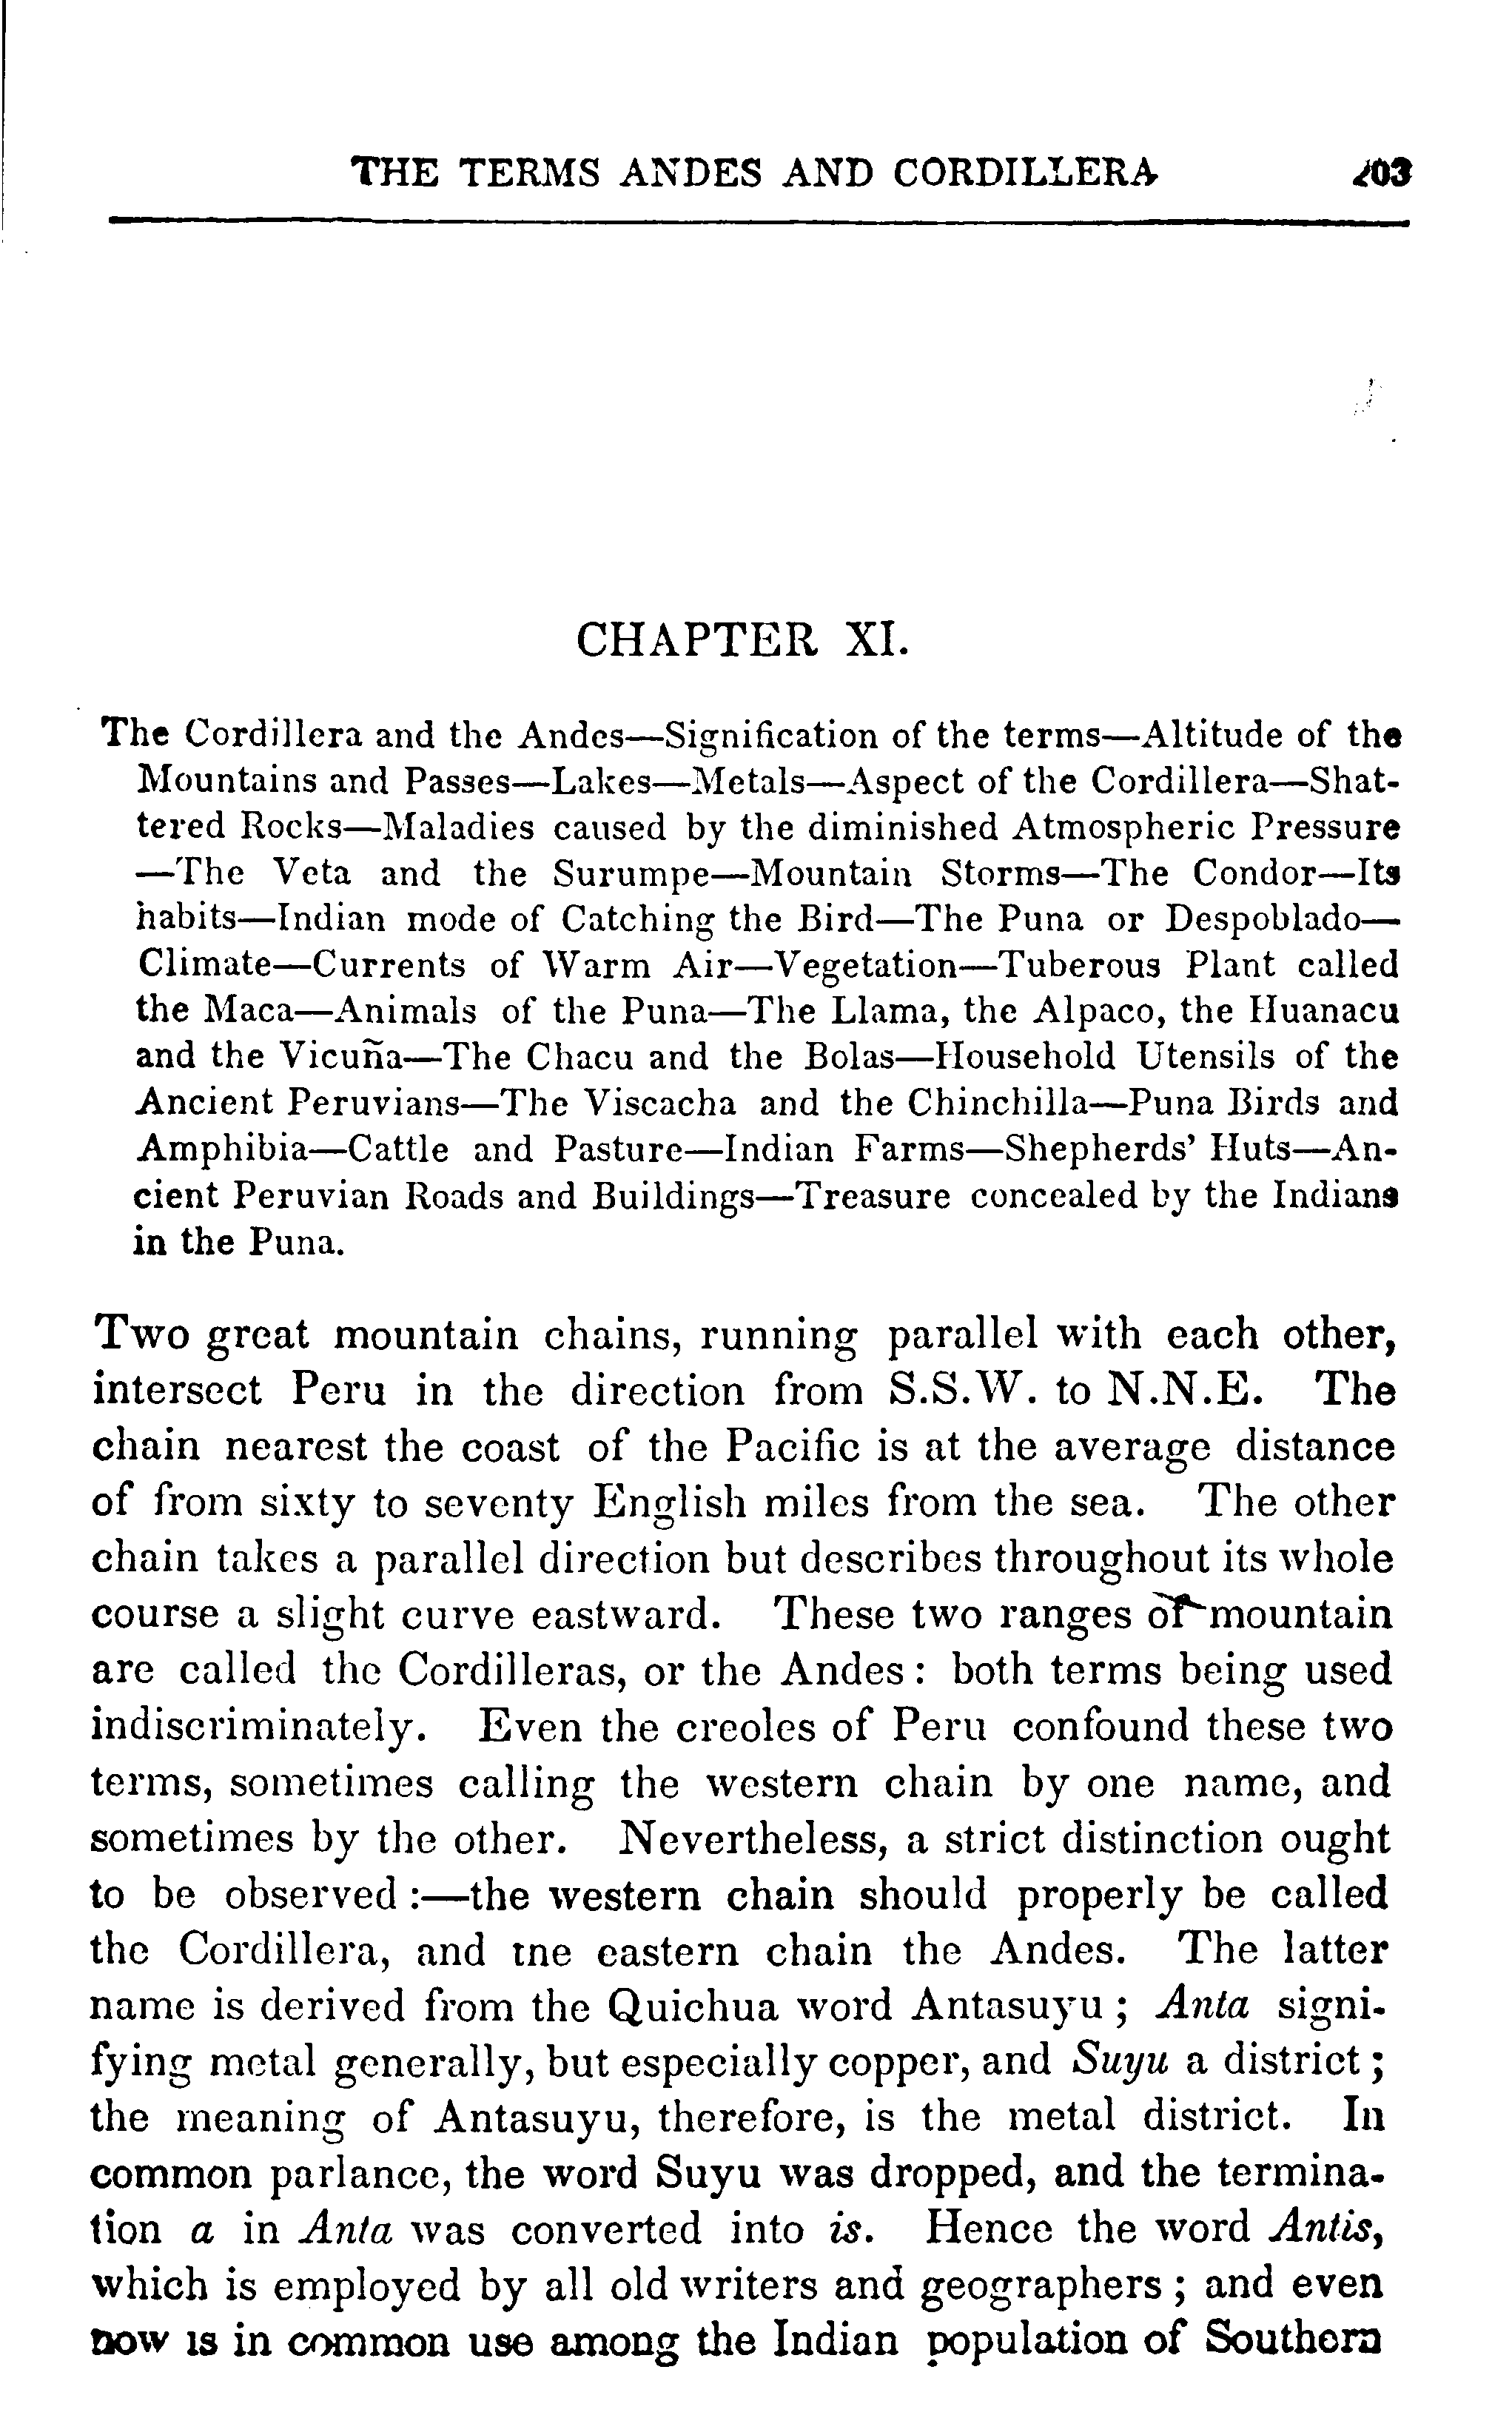 THE TERMS ANDES AND CORDILLERA 203
CHAPTER XI.
The Cordillera and the Andes—Signification of the terms—Altitude of the
Mountains and Passes—Lakes—Metals—Aspect of the Cordillera—Shat-
tered Rocks—Maladies caused by the diminished Atmospheric Pressure
—The Veta and the Surumpe—Mountain Storms—The Condor—Its
habits—Indian mode of Catching the Bird—The Puna or Despoblado—
Climate—Currents of Warm Air—Vegetation—Tuberous Plant called
the Maca—Animals of the Puna—The Llama, the Alpaco, the Huanacu
and the Vicuña—The Chacu and the Bolas—Household Utensils of the
Ancient Peruvians—The Viscacha and the Chinchilla—Puna Birds and
Amphibia—Cattle and Pasture—Indian Farms—Shepherds' Huts—An-
cient Peruvian Roads and Buildings—Treasure concealed by the Indians
in the Puna.
Two great mountain chains, running parallel with each other,
intersect Peru in the direction from S.S.W. to N.N.E. The
chain nearest the coast of the Pacific is at the average distance
of from sixty to seventy English miles from the sea. The other
chain takes a parallel direction but describes throughout its whole
course a slight curve eastward. These two ranges of mountain
are called the Cordilleras, or the Andes : both terms being used
indiscriminately. Even the creoles of Peru confound these two
terms, sometimes calling the western chain by one name, and
sometimes by the other. Nevertheless, a strict distinction ought
to be observed :—the western chain should properly be called
the Cordillera, and the eastern chain the Andes. The latter
name is derived from the Quichua word Antasuyu ; Anta signi-
fying metal generally, but especially copper, and Suyu a district ;
the meaning of Antasuyu, therefore, is the metal district. In
common parlance, the word Suyu was dropped, and the termina-
tion a in Anta was converted into is. Hence the word Antis,
which is employed by all old writers and geographers ; and even
now is in common use among the Indian population of Southern